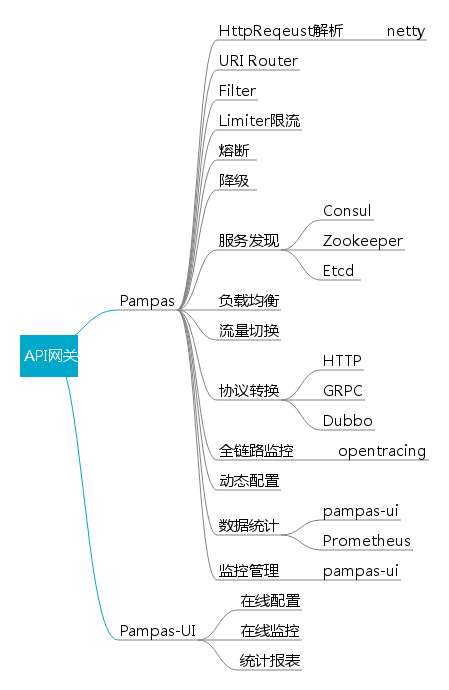 HttpReqeust解析 netty
URI Router
Filter
Limiter限流
熔断
降级
Consul
服务发现 Zookeeper
Etcd
Pampas 负载均衡
流量切换
API网关
HTTP
协议转换 GRPC
Dubbo
全链路监控 opentracing
动态配置
pampas-ui
数据统计
Prometheus
监控管理 pampas-ui
在线配置
Pampas-UI 在线监控
统计报表